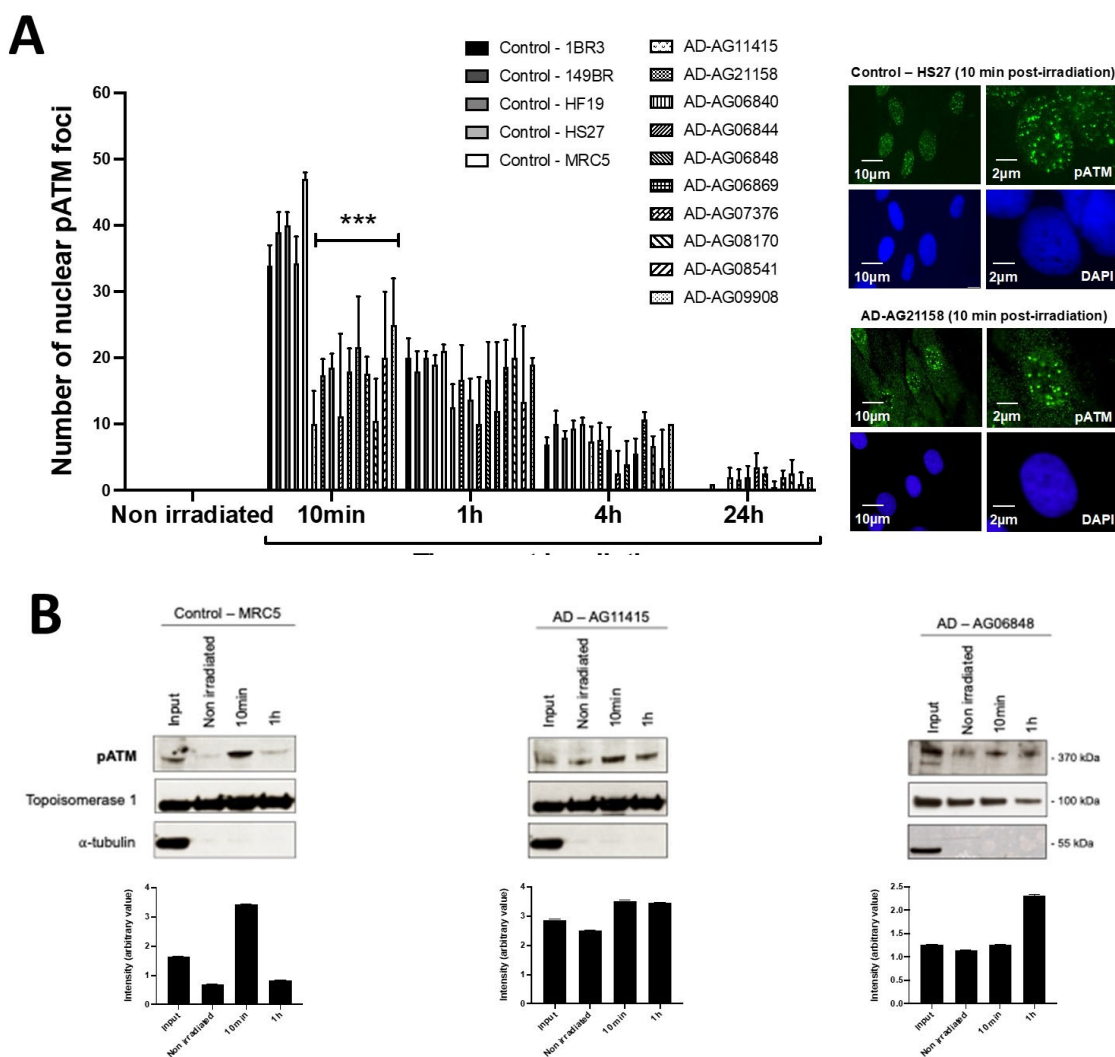 A
Control - 1BR3
Control - 149BR
Control - HF19
Control - HS27
Control - MRC5
AD-AG11415
AD-AG21158
AD-AG06840
AD-AG06844
AD-AG06848
AD-AG06869
AD-AG07376
AD-AG08170
AD-AG08541
AD-AG09908
Number of nuclear pATM foci
60
50
40
30
20
10
0
***
Non irradiated
10min
1h
4h
24h
Control – HS27 (10 min post-irradiation)
10µm
2µm
pATM
10µm
2µm
DAPI
AD-AG21158 (10 min post-irradiation)
10µm
2µm
pATM
10µm
2µm
DAPI
B
Control – MRC5
Input
Non irradiated
10min
1h
pATM
Topoisomerase 1
α-tubulin
Intensity (arbitrary value)
4
3
2
1
0
Input
Non irradiated
10min
1h
AD – AG11415
Input
Non irradiated
10min
1h
Intensity (arbitrary value)
4
3
2
1
0
Input
Non irradiated
10min
1h
AD – AG06848
Input
Non irradiated
10min
1h
- 370 kDa
- 100 kDa
- 55 kDa
Intensity (arbitrary value)
2.5
2.0
1.5
1.0
0.5
0.0
Input
Non irradiated
10min
1h